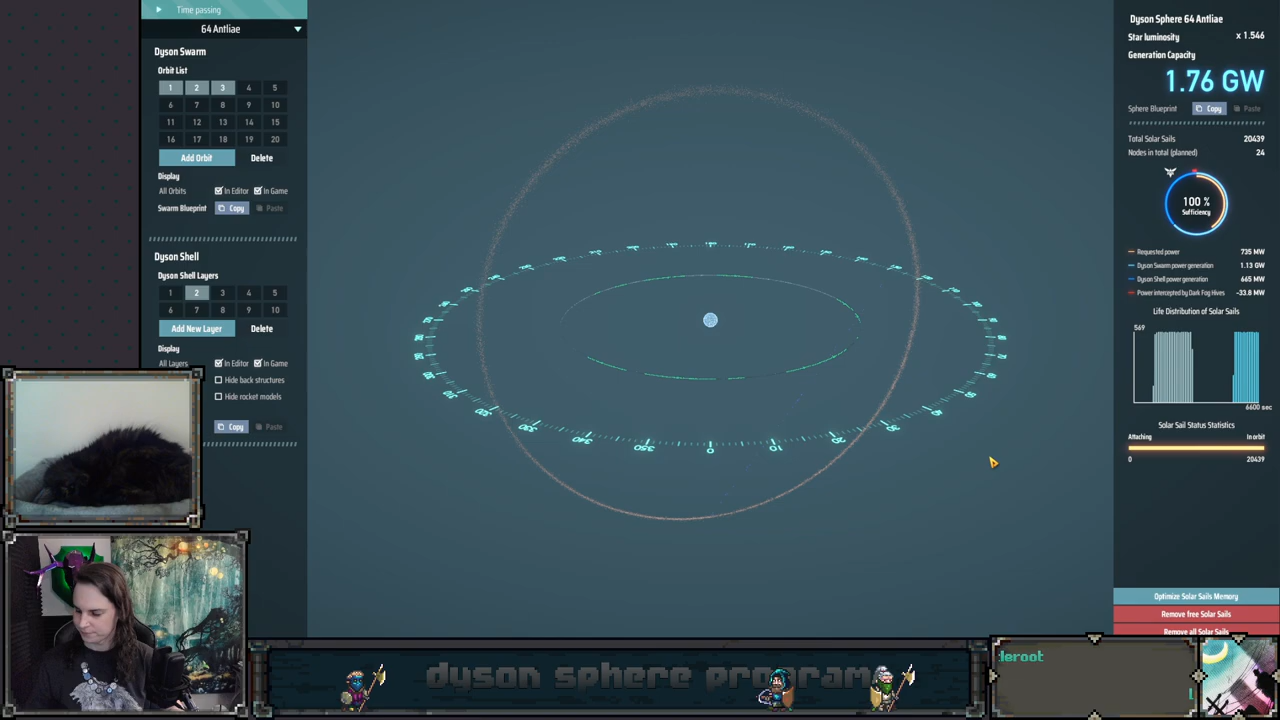 Time passing
64 Antliae
Dyson Swarm
Orbit List
1 2 3 4 5
6 7 8 9 10
11 12 13 14 15
16 17 18 19 20
Add Orbit Delete
Display
All Orbits In Editor In Game
Swarm Blueprint Copy Paste
Dyson Shell
Dyson Shell Layers
1 2 3 4 5
6 7 8 9 10
Add New Layer Delete
Display
All Layers In Editor In Game
Hide back structures
Hide rocket models
Copy Paste
340 350 0 10 20 30
Dyson Sphere 64 Antliae
Star luminosity x 1.546
Generation Capacity
1.76 GW
Sphere Blueprint Copy Paste
Total Solar Sails 20439
Nodes in total (planned) 24
100 %
Sufficiency
Requested power 735 MW
Dyson Swarm power generation 1.13 GW
Dyson Shell power generation 665 MW
Power intercepted by Dark Fog Hives -33.8 MW
Life Distribution of Solar Sails
569
6600 sec
Solar Sail Status Statistics
Attaching In orbit
0 20439
Optimize Solar Sails Memory
Remove free Solar Sails
Remove all Solar Sails
dyson sphere program
leroot